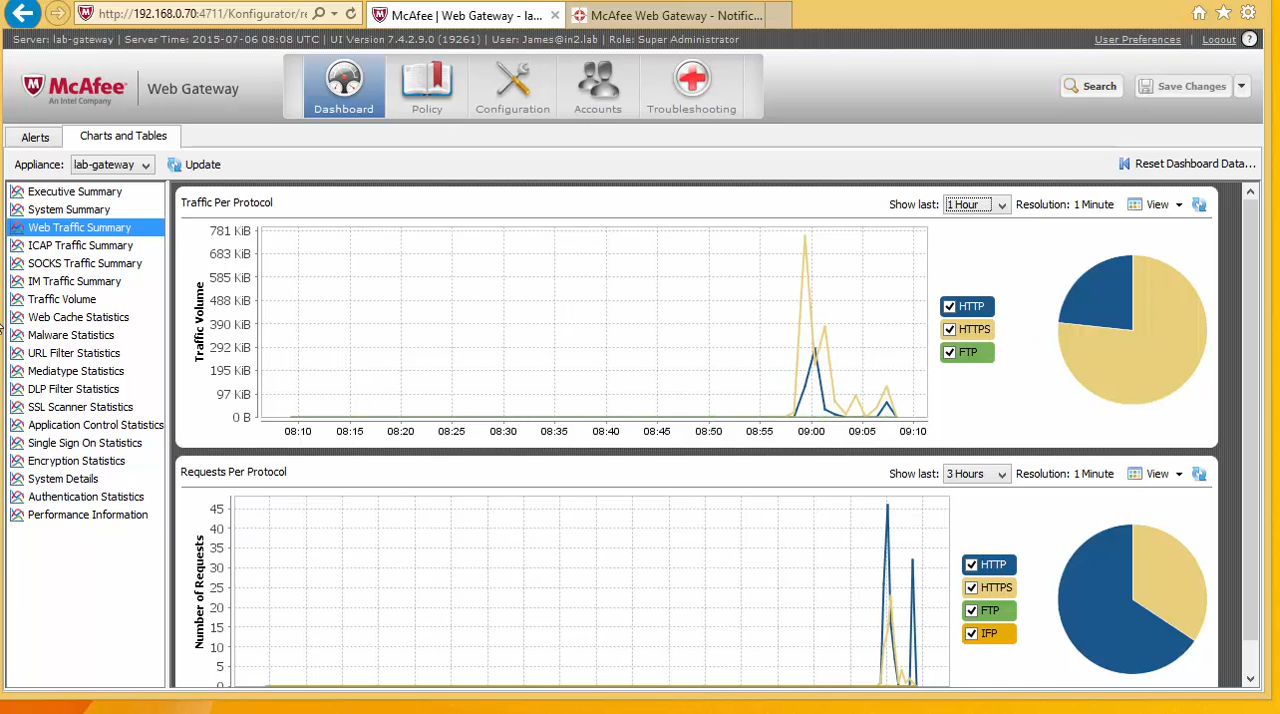 http://192.168.0.70:4711/Konfigurator/re
McAfee | Web Gateway - la...
McAfee Web Gateway - Notific...
Server: lab-gateway | Server Time: 2015-07-06 08:08 UTC | UI Version 7.4.2.9.0 (19261) | User: James@in2.lab | Role: Super Administrator
User Preferences | Logout ?
McAfee
An Intel Company
Web Gateway
Dashboard
Policy
Configuration
Accounts
Troubleshooting
Search
Save Changes
Alerts
Charts and Tables
Appliance: lab-gateway
Update
Reset Dashboard Data...
Executive Summary
System Summary
Web Traffic Summary
ICAP Traffic Summary
SOCKS Traffic Summary
IM Traffic Summary
Traffic Volume
Web Cache Statistics
Malware Statistics
URL Filter Statistics
Mediatype Statistics
DLP Filter Statistics
SSL Scanner Statistics
Application Control Statistics
Single Sign On Statistics
Encryption Statistics
System Details
Authentication Statistics
Performance Information
Traffic Per Protocol
Show last: 1 Hour Resolution: 1 Minute View
Traffic Volume
781 KiB
683 KiB
585 KiB
488 KiB
390 KiB
292 KiB
195 KiB
97 KiB
0 B
08:10 08:15 08:20 08:25 08:30 08:35 08:40 08:45 08:50 08:55 09:00 09:05 09:10
HTTP
HTTPS
FTP
Requests Per Protocol
Show last: 3 Hours Resolution: 1 Minute View
Number of Requests
45
40
35
30
25
20
15
10
5
0
HTTP
HTTPS
FTP
IFP